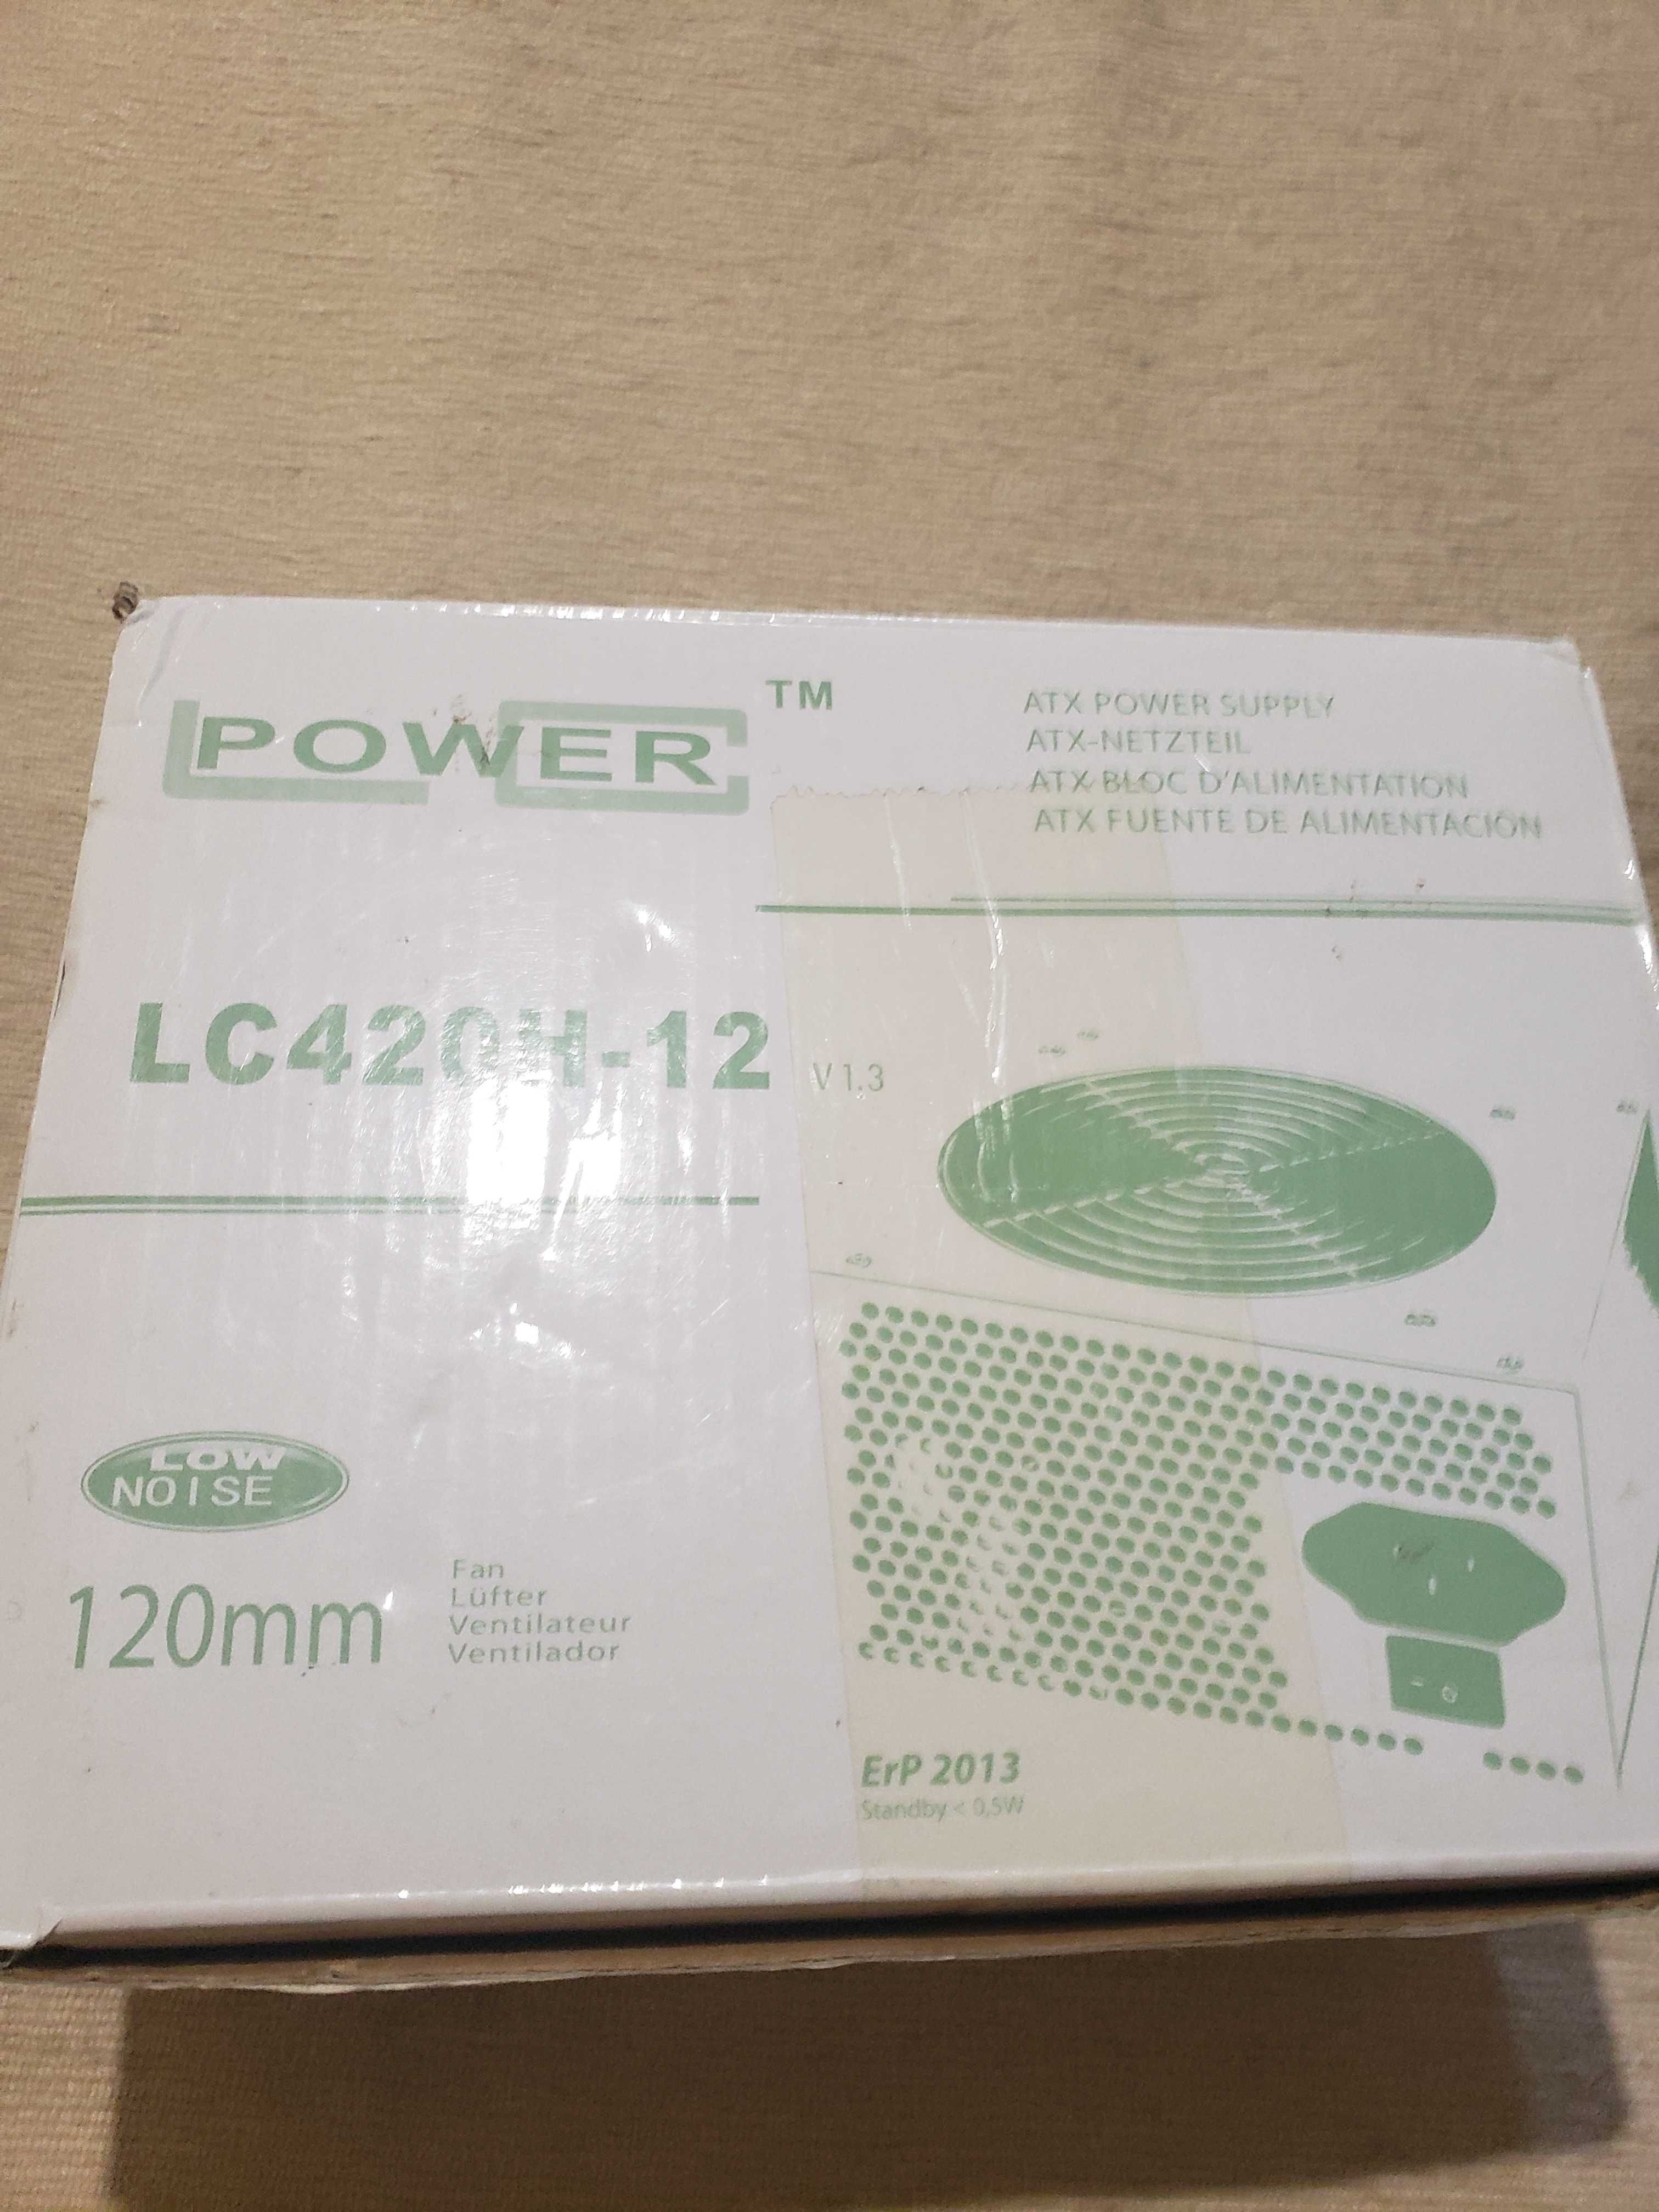 POWER TM
ATX POWER SUPPLY
ATX-NETZTEIL
ATX BLOC D'ALIMENTATION
ATX FUENTE DE ALIMENTACION
LC420H-12 V 1.3
LOW
NOISE
120mm
Fan
Lüfter
Ventilateur
Ventilador
ErP 2013
Standby < 0,5W